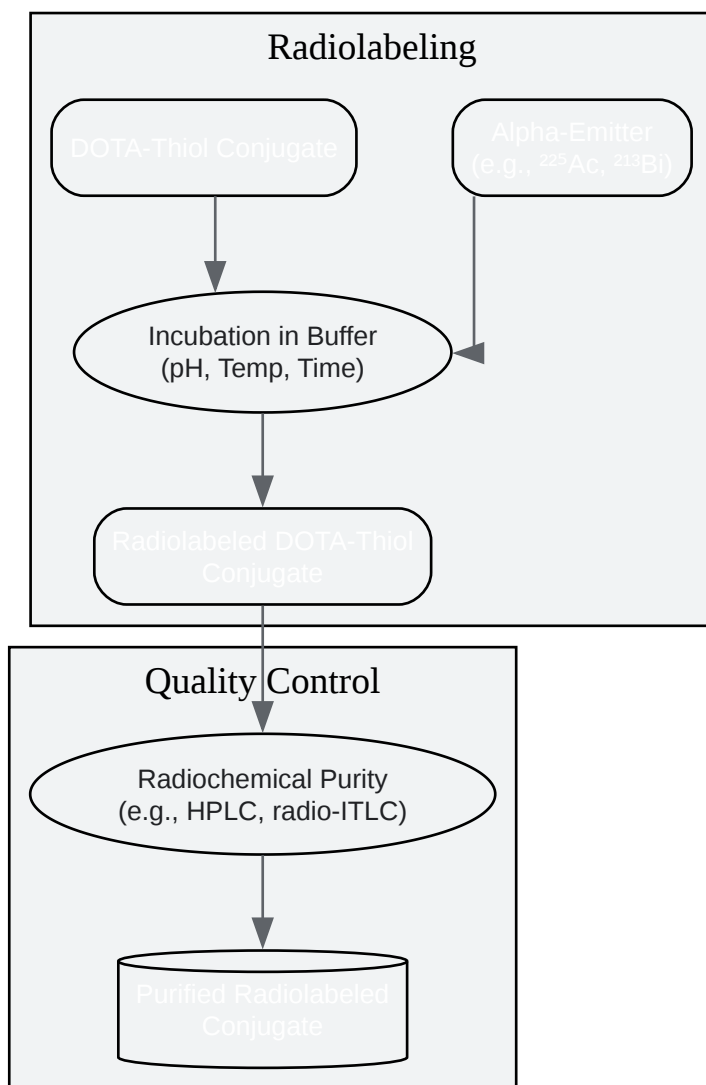 Radiolabeling
DOTA-Thiol Conjugate
Alpha-Emitter
(e.g., ²²⁵Ac, ²¹³Bi)
Incubation in Buffer
(pH, Temp, Time)
Radiolabeled DOTA-Thiol
Conjugate
Quality Control
Radiochemical Purity
(e.g., HPLC, radio-ITLC)
Purified Radiolabeled
Conjugate